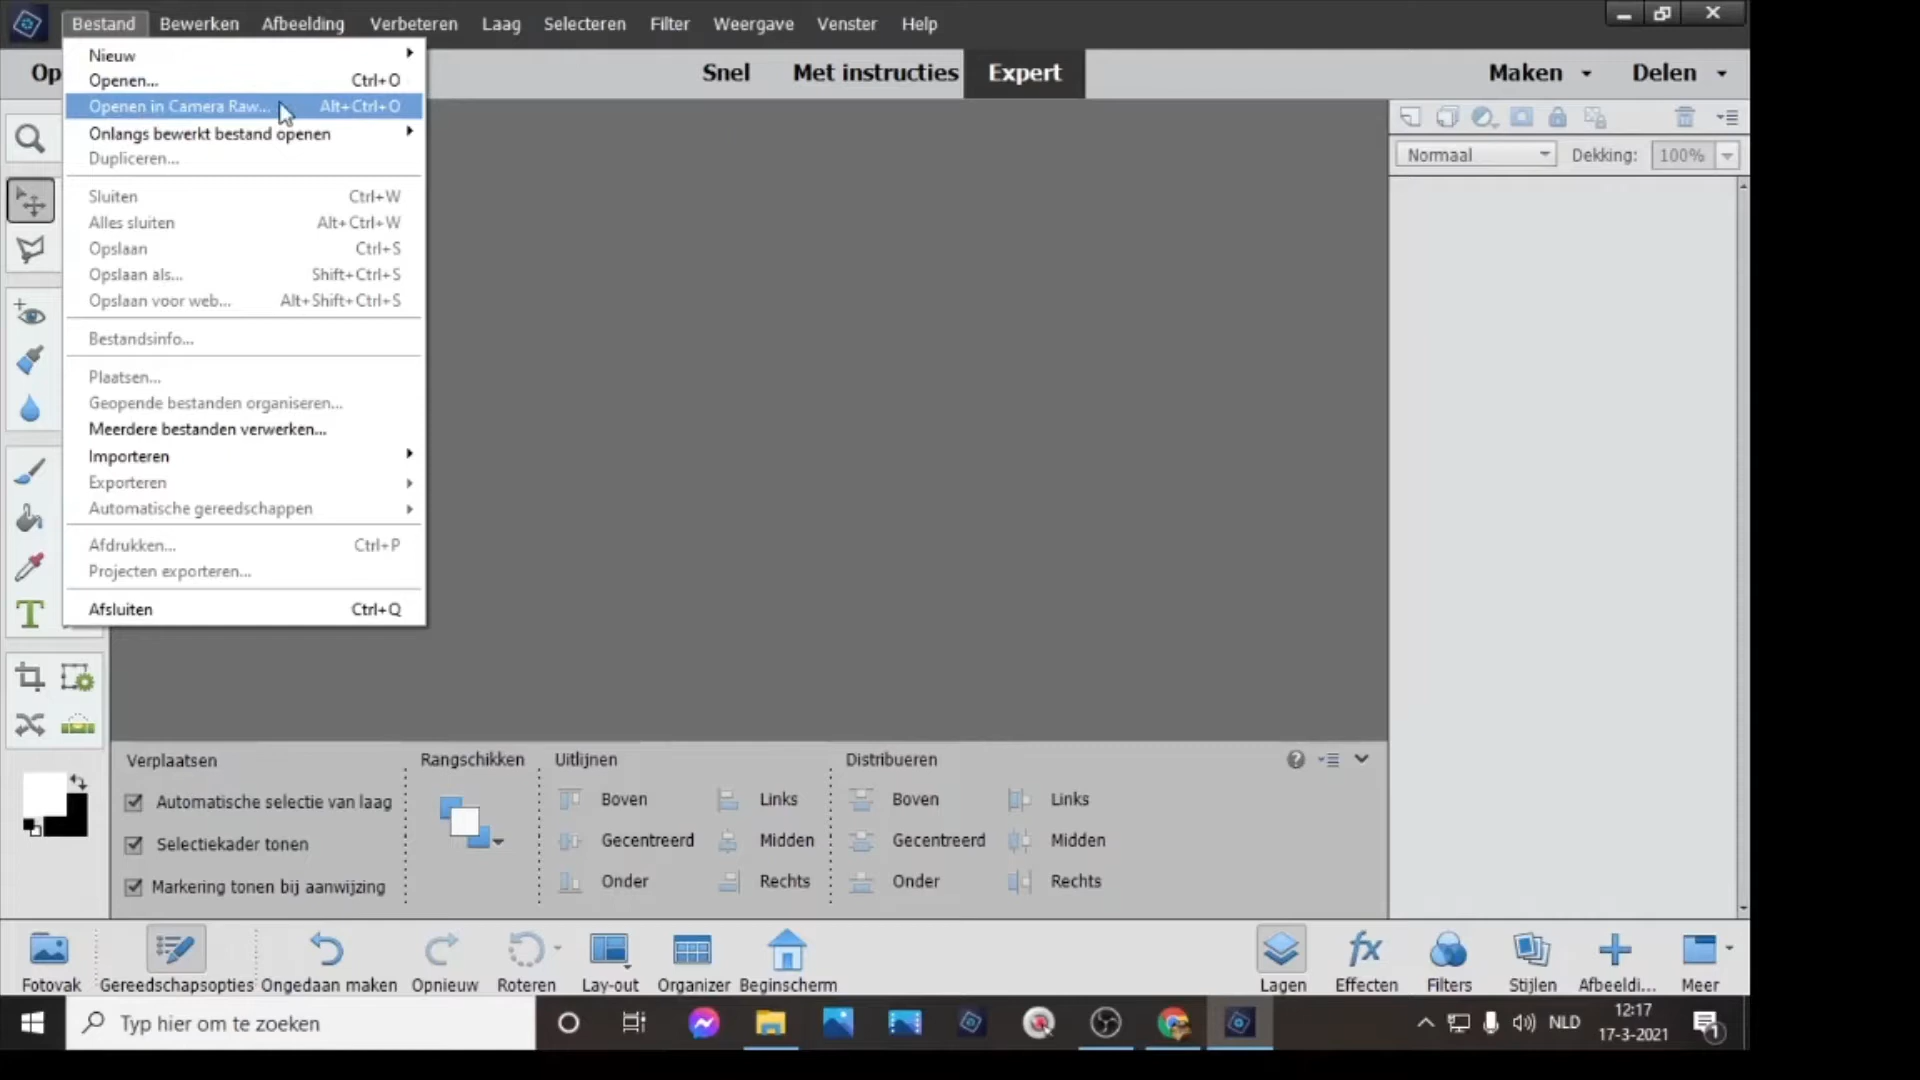 Bestand Bewerken Afbeelding Verbeteren Laag Selecteren Filter Weergave Venster Help
Op Snel Met instructies Expert Maken Delen
Nieuw
Openen... Ctrl+O
Openen in Camera Raw... Alt+Ctrl+O
Onlangs bewerkt bestand openen
Dupliceren...
Normaal Dekking: 100%
Sluiten Ctrl+W
Alles sluiten Alt+Ctrl+W
Opslaan Ctrl+S
Opslaan als... Shift+Ctrl+S
Opslaan voor web... Alt+Shift+Ctrl+S
Bestandsinfo...
Plaatsen...
Geopende bestanden organiseren...
Meerdere bestanden verwerken...
Importeren
Exporteren
Automatische gereedschappen
Afdrukken... Ctrl+P
Projecten exporteren...
Afsluiten Ctrl+Q
Verplaatsen Rangschikken Uitlijnen Distribueren
Automatische selectie van laag Boven Links Boven Links
Selectiekader tonen Gecentreerd Midden Gecentreerd Midden
Markering tonen bij aanwijzing Onder Rechts Onder Rechts
fx
Fotovak Gereedschapsopties Ongedaan maken Opnieuw Roteren Lay-out Organizer Beginscherm Lagen Effecten Filters Stijlen Afbeeldi... Meer
Typ hier om te zoeken NLD 12:17
17-3-2021 1